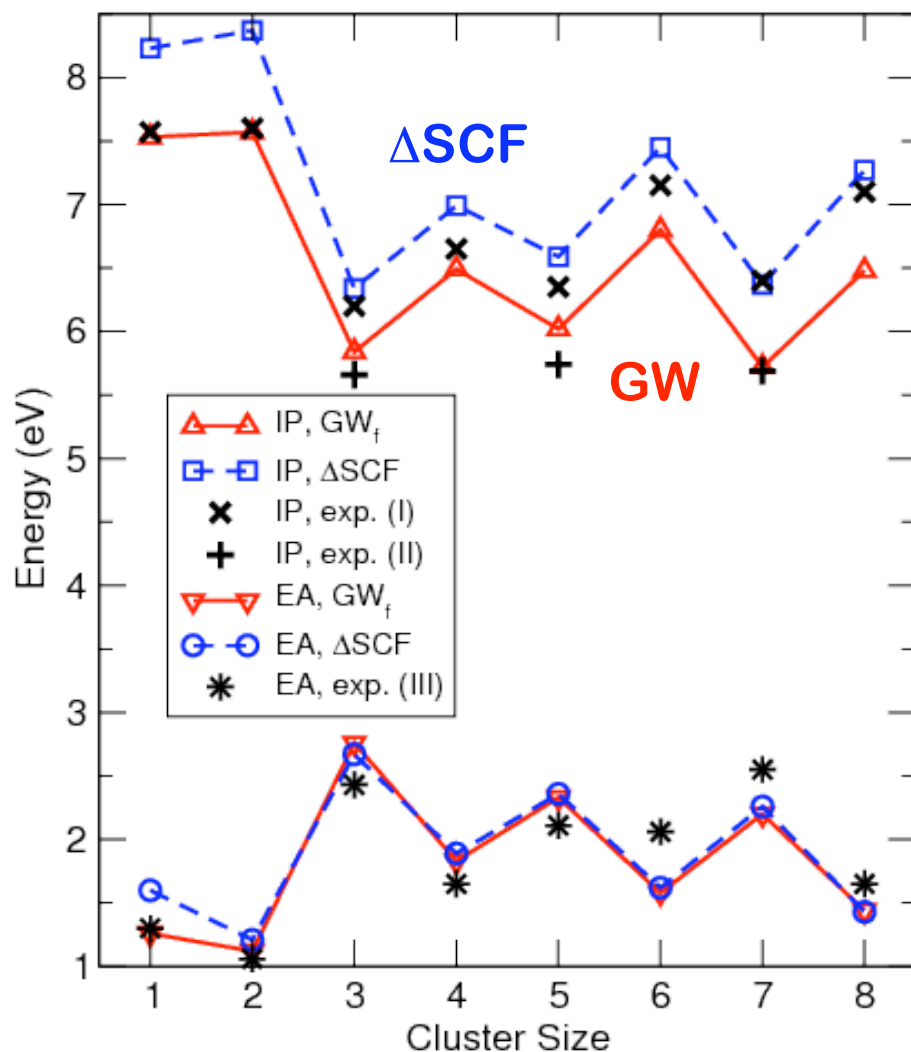 8
7
6
5
4
3
2
1
Energy (eV)
ΔSCF
GW
IP, GW_f
IP, ΔSCF
IP, exp. (I)
IP, exp. (II)
EA, GW_f
EA, ΔSCF
EA, exp. (III)
1 2 3 4 5 6 7 8
Cluster Size